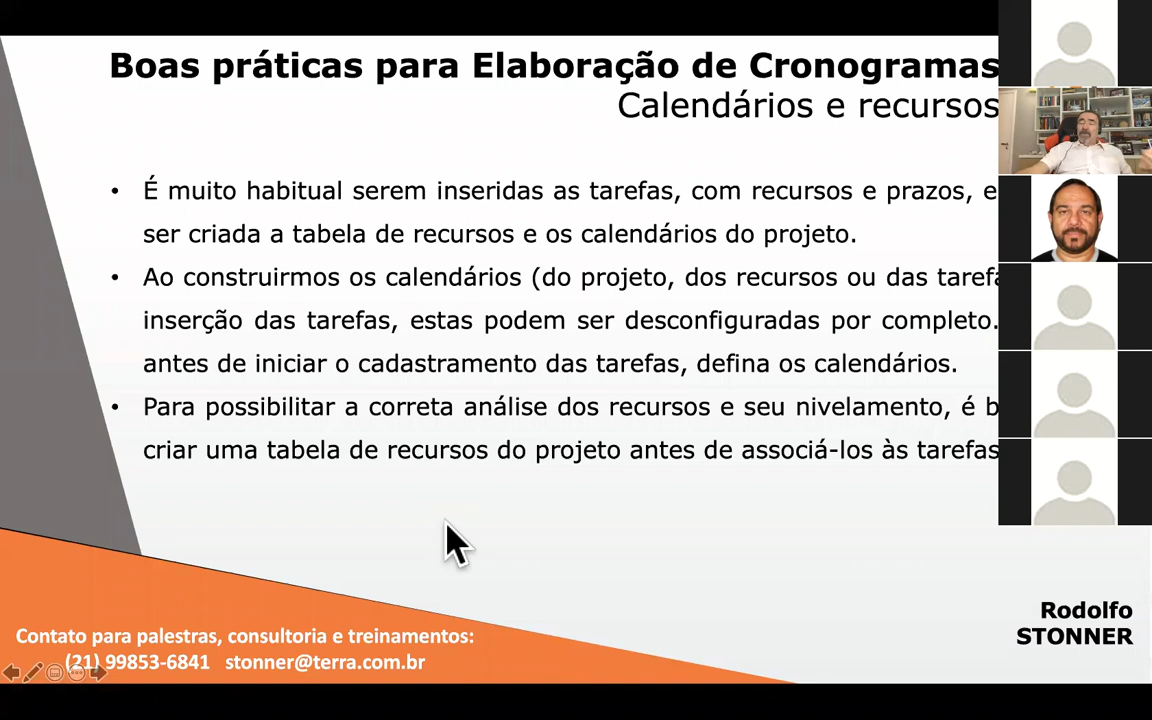 Boas práticas para Elaboração de Cronogramas
Calendários e recursos
• É muito habitual serem inseridas as tarefas, com recursos e prazos, e
ser criada a tabela de recursos e os calendários do projeto.
• Ao construirmos os calendários (do projeto, dos recursos ou das
inserção das tarefas, estas podem ser desconfiguradas por completo.
antes de iniciar o cadastramento das tarefas, defina os calendários.
• Para possibilitar a correta análise dos recursos e seu nivelamento, é
criar uma tabela de recursos do projeto antes de associá-los às tarefas
Rodolfo
STONNER
Contato para palestras, consultoria e treinamentos:
(21) 99853-6841 stonner@terra.com.br